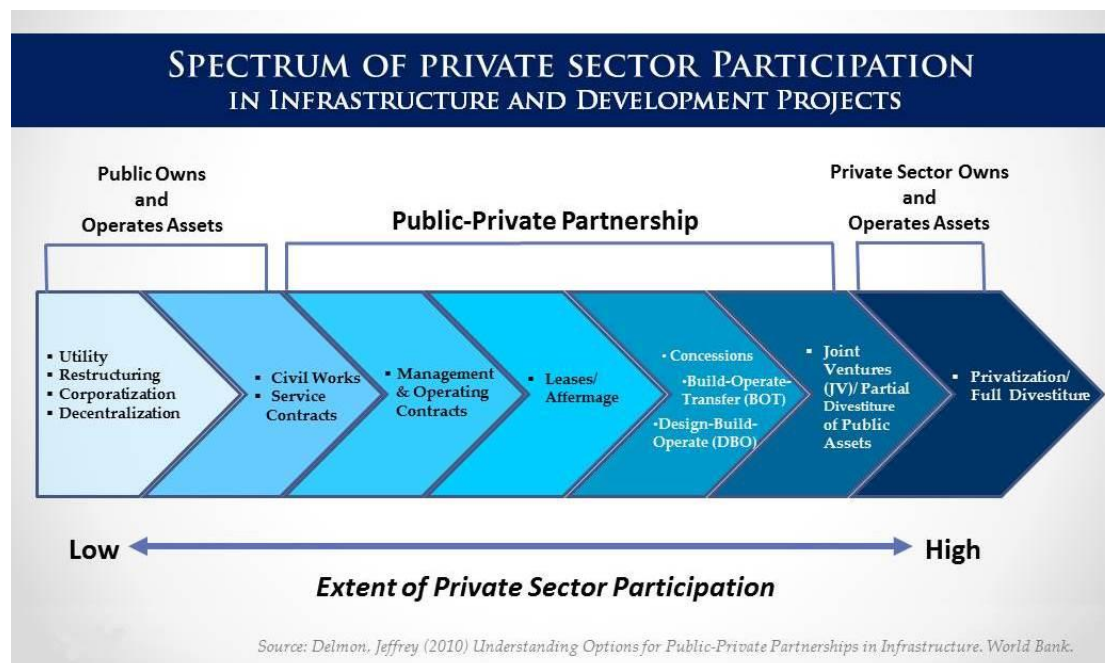 SPECTRUM OF PRIVATE SECTOR PARTICIPATION
IN INFRASTRUCTURE AND DEVELOPMENT PROJECTS
Public Owns
and
Operates Assets
Public-Private Partnership
Private Sector Owns
and
Operates Assets
▪ Utility
▪ Restructuring
▪ Corporatization
▪ Decentralization
▪ Civil Works
▪ Service
Contracts
▪ Management
& Operating
Contracts
▪ Leases/
Affermage
• Concessions
•Build-Operate-
Transfer (BOT)
•Design-Build-
Operate (DBO)
▪ Joint
Ventures
(JV)/ Partial
Divestiture
of Public
Assets
▪ Privatization/
Full Divestiture
Low
High
Extent of Private Sector Participation
Source: Delmon, Jeffrey (2010) Understanding Options for Public-Private Partnerships in Infrastructure. World Bank.